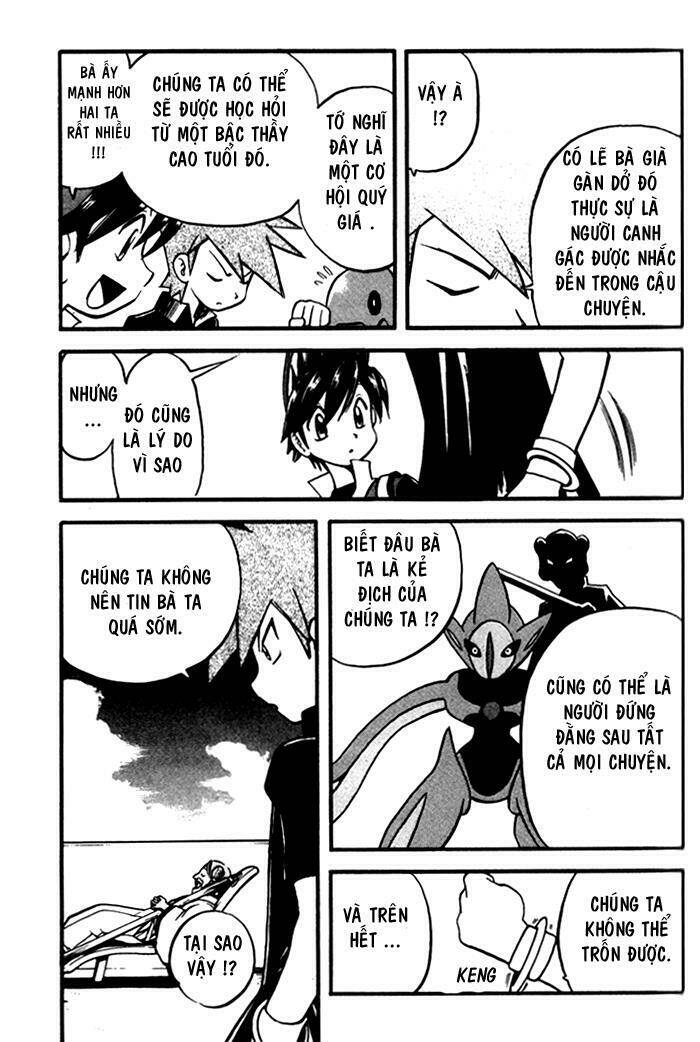 VẬY À
!?
CÓ LẼ BÀ GIÀ
GÀN DỞ ĐÓ
THỰC SỰ LÀ
NGƯỜI CANH
GÁC ĐƯỢC NHẮC
ĐẾN TRONG CẬU
CHUYỆN.
TỚ NGHĨ
ĐÂY LÀ
MỘT CƠ
HỘI QUÝ
GIÁ .
CHÚNG TA CÓ THỂ
SẼ ĐƯỢC HỌC HỎI
TỪ MỘT BẬC THẦY
CAO TUỔI ĐÓ.
BÀ ẤY
MẠNH HƠN
HAI TA
RẤT NHIỀU
!!!
NHƯNG
...
ĐÓ CŨNG
LÀ LÝ DO
VÌ SAO
BIẾT ĐÂU BÀ
TA LÀ KẺ
ĐỊCH CỦA
CHÚNG TA !?
CŨNG CÓ THỂ LÀ
NGƯỜI ĐỨNG
ĐẰNG SAU TẤT
CẢ MỌI CHUYỆN.
CHÚNG TA
KHÔNG THỂ
TRỐN ĐƯỢC.
VÀ TRÊN
HẾT ...
KENG
CHÚNG TA KHÔNG
NÊN TIN BÀ TA
QUÁ SỚM.
TẠI SAO
VẬY !?